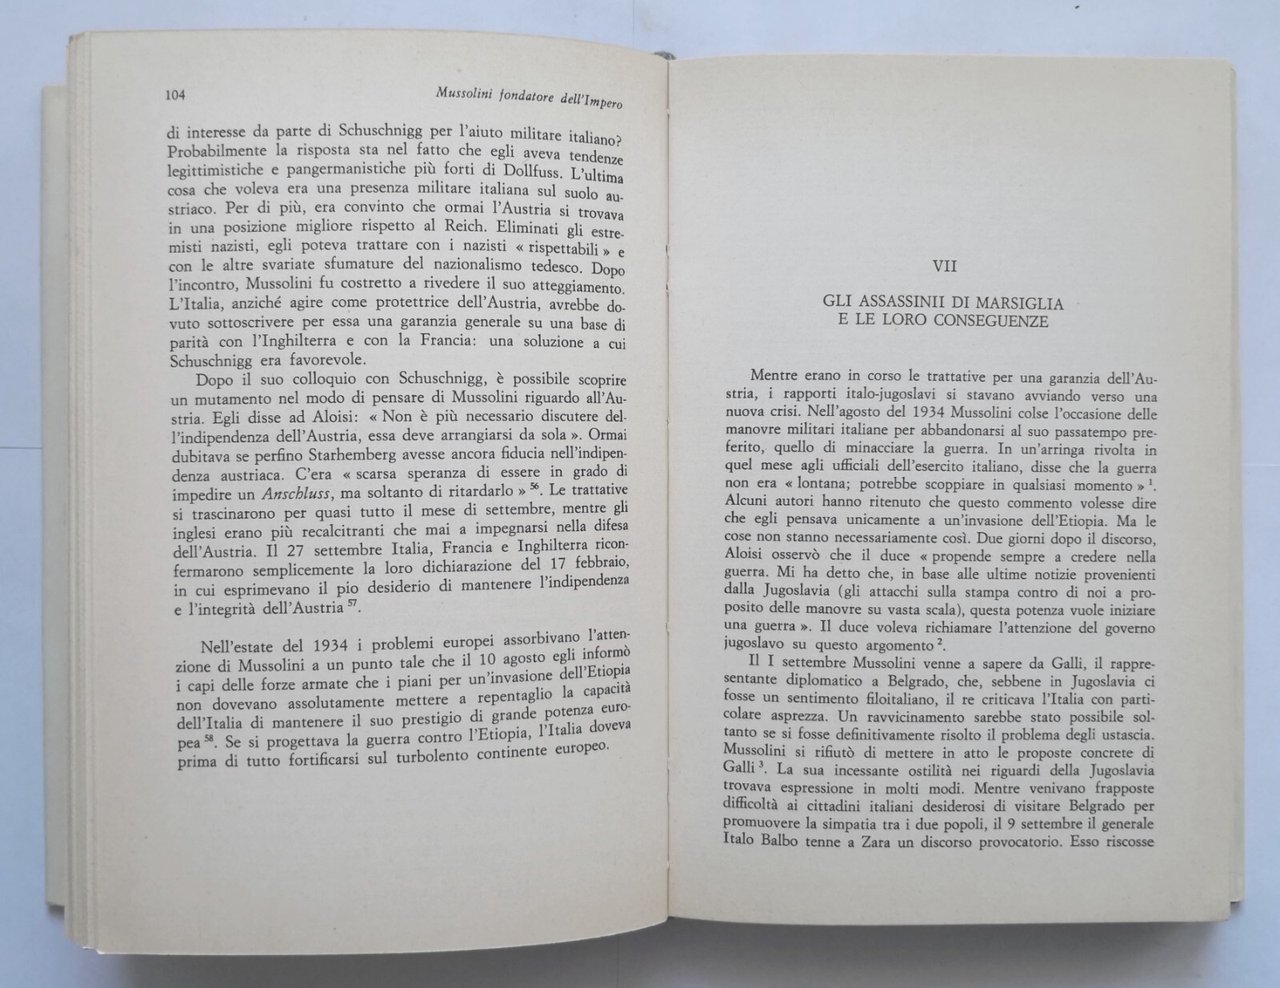 104
Mussolini fondatore dell'Impero
di interesse da parte di Schuschnigg per l'aiuto militare italiano?
Probabilmente la risposta sta nel fatto che egli aveva tendenze
legittimistiche e pangermanistiche più forti di Dollfuss. L'ultima
cosa che voleva era una presenza militare italiana sul suolo au-
striaco. Per di più, era convinto che ormai l'Austria si trovava
in una posizione migliore rispetto al Reich. Eliminati gli estre-
misti nazisti, egli poteva trattare con i nazisti « rispettabili » e
con le altre svariate sfumature del nazionalismo tedesco. Dopo
l'incontro, Mussolini fu costretto a rivedere il suo atteggiamento.
L'Italia, anziché agire come protettrice dell'Austria, avrebbe do-
vuto sottoscrivere per essa una garanzia generale su una base di
parità con l'Inghilterra e con la Francia: una soluzione a cui
Schuschnigg era favorevole.
Dopo il suo colloquio con Schuschnigg, è possibile scoprire
un mutamento nel modo di pensare di Mussolini riguardo all'Au-
stria. Egli disse ad Aloisi: « Non è più necessario discutere del-
l'indipendenza dell'Austria, essa deve arrangiarsi da sola ». Ormai
dubitava se perfino Starhemberg avesse ancora fiducia nell'indipen-
denza austriaca. C'era « scarsa speranza di essere in grado di
impedire un Anschluss, ma soltanto di ritardarlo » 56. Le trattative
si trascinarono per quasi tutto il mese di settembre, mentre gli
inglesi erano più recalcitranti che mai a impegnarsi nella difesa
dell'Austria. Il 27 settembre Italia, Francia e Inghilterra ricon-
fermarono semplicemente la loro dichiarazione del 17 febbraio,
in cui esprimevano il pio desiderio di mantenere l'indipendenza
e l'integrità dell'Austria 57.
Nell'estate del 1934 i problemi europei assorbivano l'atten-
zione di Mussolini a un punto tale che il 10 agosto egli informò
i capi delle forze armate che i piani per un'invasione dell'Etiopia
non dovevano assolutamente mettere a repentaglio la capacità
dell'Italia di mantenere il suo prestigio di grande potenza euro-
pea 58. Se si progettava la guerra contro l'Etiopia, l'Italia doveva
prima di tutto fortificarsi sul turbolento continente europeo.
VII
GLI ASSASSINII DI MARSIGLIA
E LE LORO CONSEGUENZE
Mentre erano in corso le trattative per una garanzia dell'Au-
stria, i rapporti italo-jugoslavi si stavano avviando verso una
nuova crisi. Nell'agosto del 1934 Mussolini colse l'occasione delle
manovre militari italiane per abbandonarsi al suo passatempo pre-
ferito, quello di minacciare la guerra. In un'arringa rivolta in
quel mese agli ufficiali dell'esercito italiano, disse che la guerra
non era « lontana; potrebbe scoppiare in qualsiasi momento » 1.
Alcuni autori hanno ritenuto che questo commento volesse dire
che egli pensava unicamente a un'invasione dell'Etiopia. Ma le
cose non stanno necessariamente così. Due giorni dopo il discorso,
Aloisi osservò che il duce « propende sempre a credere nella
guerra. Mi ha detto che, in base alle ultime notizie provenienti
dalla Jugoslavia (gli attacchi sulla stampa contro di noi a pro-
posito delle manovre su vasta scala), questa potenza vuole iniziare
una guerra ». Il duce voleva richiamare l'attenzione del governo
jugoslavo su questo argomento 2.
Il I settembre Mussolini venne a sapere da Galli, il rappre-
sentante diplomatico a Belgrado, che, sebbene in Jugoslavia ci
fosse un sentimento filoitaliano, il re criticava l'Italia con parti-
colare asprezza. Un ravvicinamento sarebbe stato possibile sol-
tanto se si fosse definitivamente risolto il problema degli ustascia.
Mussolini si rifiutò di mettere in atto le proposte concrete di
Galli 3. La sua incessante ostilità nei riguardi della Jugoslavia
trovava espressione in molti modi. Mentre venivano frapposte
difficoltà ai cittadini italiani desiderosi di visitare Belgrado per
promuovere la simpatia tra i due popoli, il 9 settembre il generale
Italo Balbo tenne a Zara un discorso provocatorio. Esso riscosse